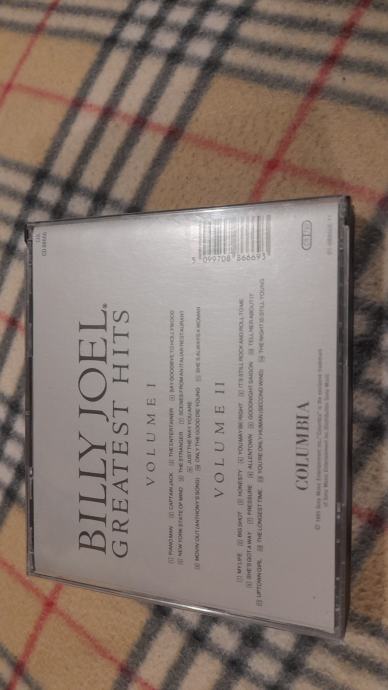 BILLY JOEL
GREATEST HITS
VOLUME I
PIANO MAN CAPTAIN JACK THE ENTERTAINER SAY GOODBYE TO HOLLYWOOD
NEW YORK STATE OF MIND THE STRANGER SCENES FROM AN ITALIAN RESTAURANT
JUST THE WAY YOU ARE
MOVIN' OUT (ANTHONY'S SONG) ONLY THE GOOD DIE YOUNG SHE'S ALWAYS A WOMAN
VOLUME II
MY LIFE BIG SHOT HONESTY YOU MAY BE RIGHT IT'S STILL ROCK AND ROLL TO ME
SHE'S GOT A WAY PRESSURE ALLENTOWN GOODNIGHT SAIGON TELL HER ABOUT IT
UPTOWN GIRL THE LONGEST TIME YOU'RE ONLY HUMAN (SECOND WIND) THE NIGHT IS STILL YOUNG
COLUMBIA
5 099708 866693